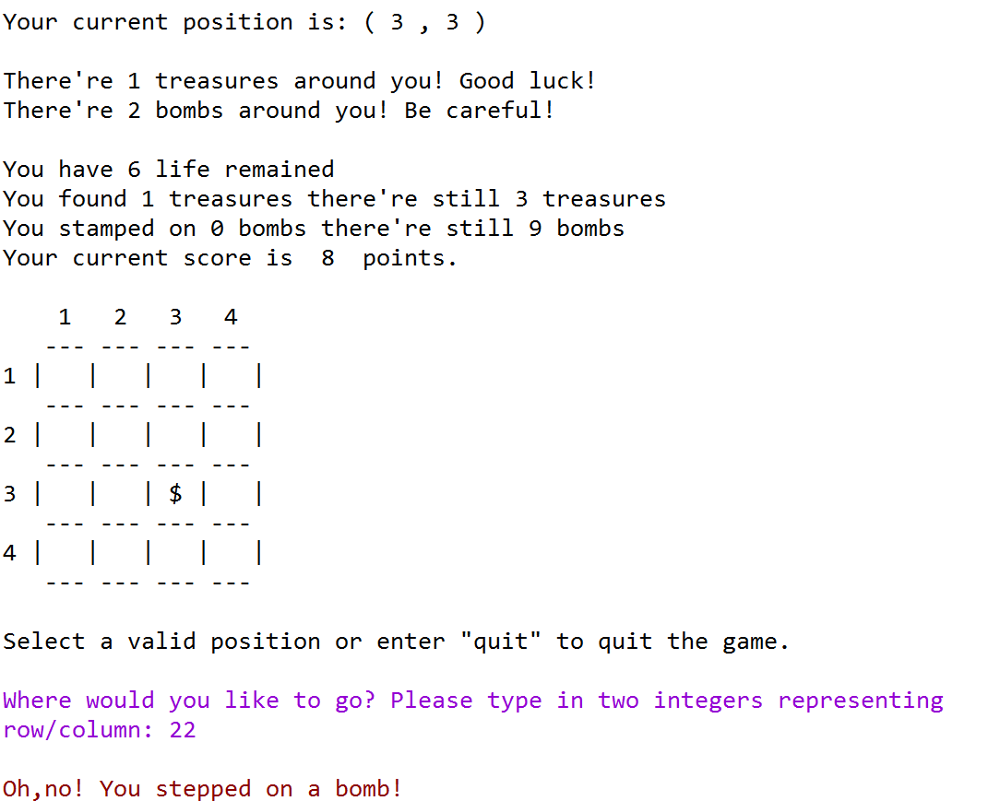 Your current position is: ( 3 , 3 )
There're 1 treasures around you! Good luck!
There're 2 bombs around you! Be careful!
You have 6 life remained
You found 1 treasures there're still 3 treasures
You stamped on 0 bombs there're still 9 bombs
Your current score is  8  points.
    1   2   3   4
   --- --- --- ---
1 |   |   |   |   |
   --- --- --- ---
2 |   |   |   |   |
   --- --- --- ---
3 |   |   | $ |   |
   --- --- --- ---
4 |   |   |   |   |
   --- --- --- ---
Select a valid position or enter "quit" to quit the game.
Where would you like to go? Please type in two integers representing
row/column: 22
Oh,no! You stepped on a bomb!